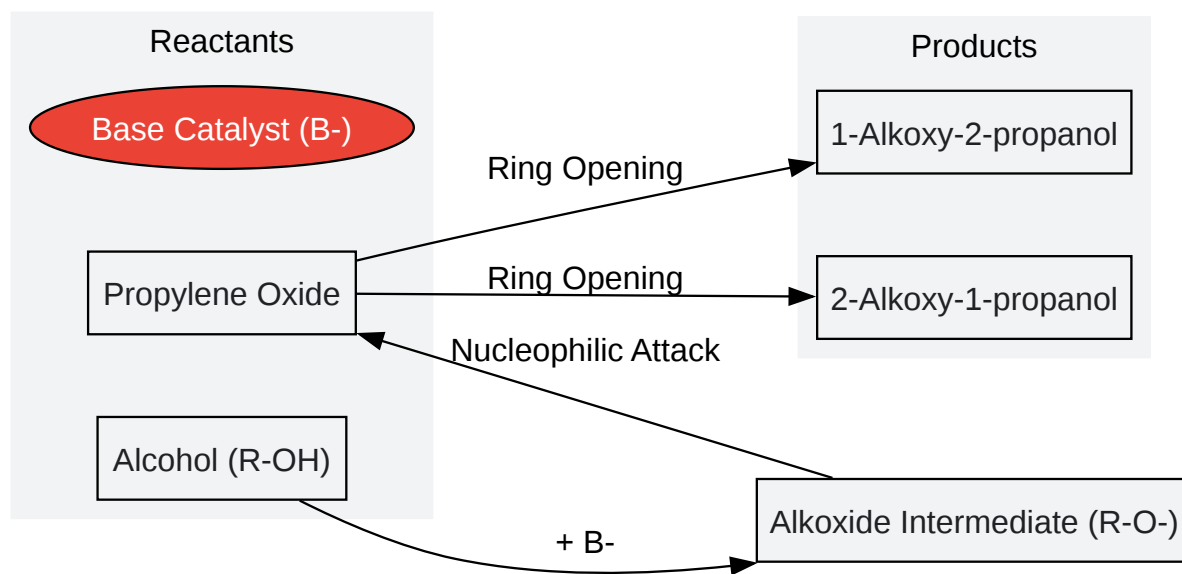 Reactants
Products
Base Catalyst (B-)
1-Alkoxy-2-propanol
Ring Opening
Propylene Oxide
Ring Opening
2-Alkoxy-1-propanol
Nucleophilic Attack
Alcohol (R-OH)
Alkoxide Intermediate (R-O-)
+ B-